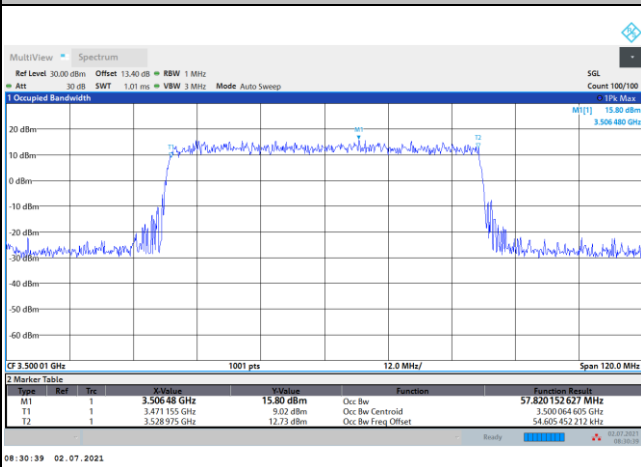 MultiView Spectrum
Ref Level 30.00 dBm Offset 13.40 dB RBW 1 MHz SGL
Att 30 dB SWT 1.01 ms VBW 3 MHz Mode Auto Sweep Count 100/100
1 Occupied Bandwidth 1Pk Max
M1[1] 15.80 dBm
3.506 480 GHz
M1
T1
T2
20 dBm
10 dBm
0 dBm
-10 dBm
-20 dBm
-30 dBm
-40 dBm
-50 dBm
-60 dBm
CF 3.500 01 GHz 1001 pts 12.0 MHz/ Span 120.0 MHz
2 Marker Table
Type Ref Trc X-Value Y-Value Function Function Result
M1 1 3.506 48 GHz 15.80 dBm Occ Bw 57.820 152 627 MHz
T1 1 3.471 155 GHz 9.02 dBm Occ Bw Centroid 3.500 064 605 GHz
T2 1 3.528 975 GHz 12.73 dBm Occ Bw Freq Offset 54.605 452 212 kHz
Ready 02.07.2021
08:30:39
08:30:39 02.07.2021